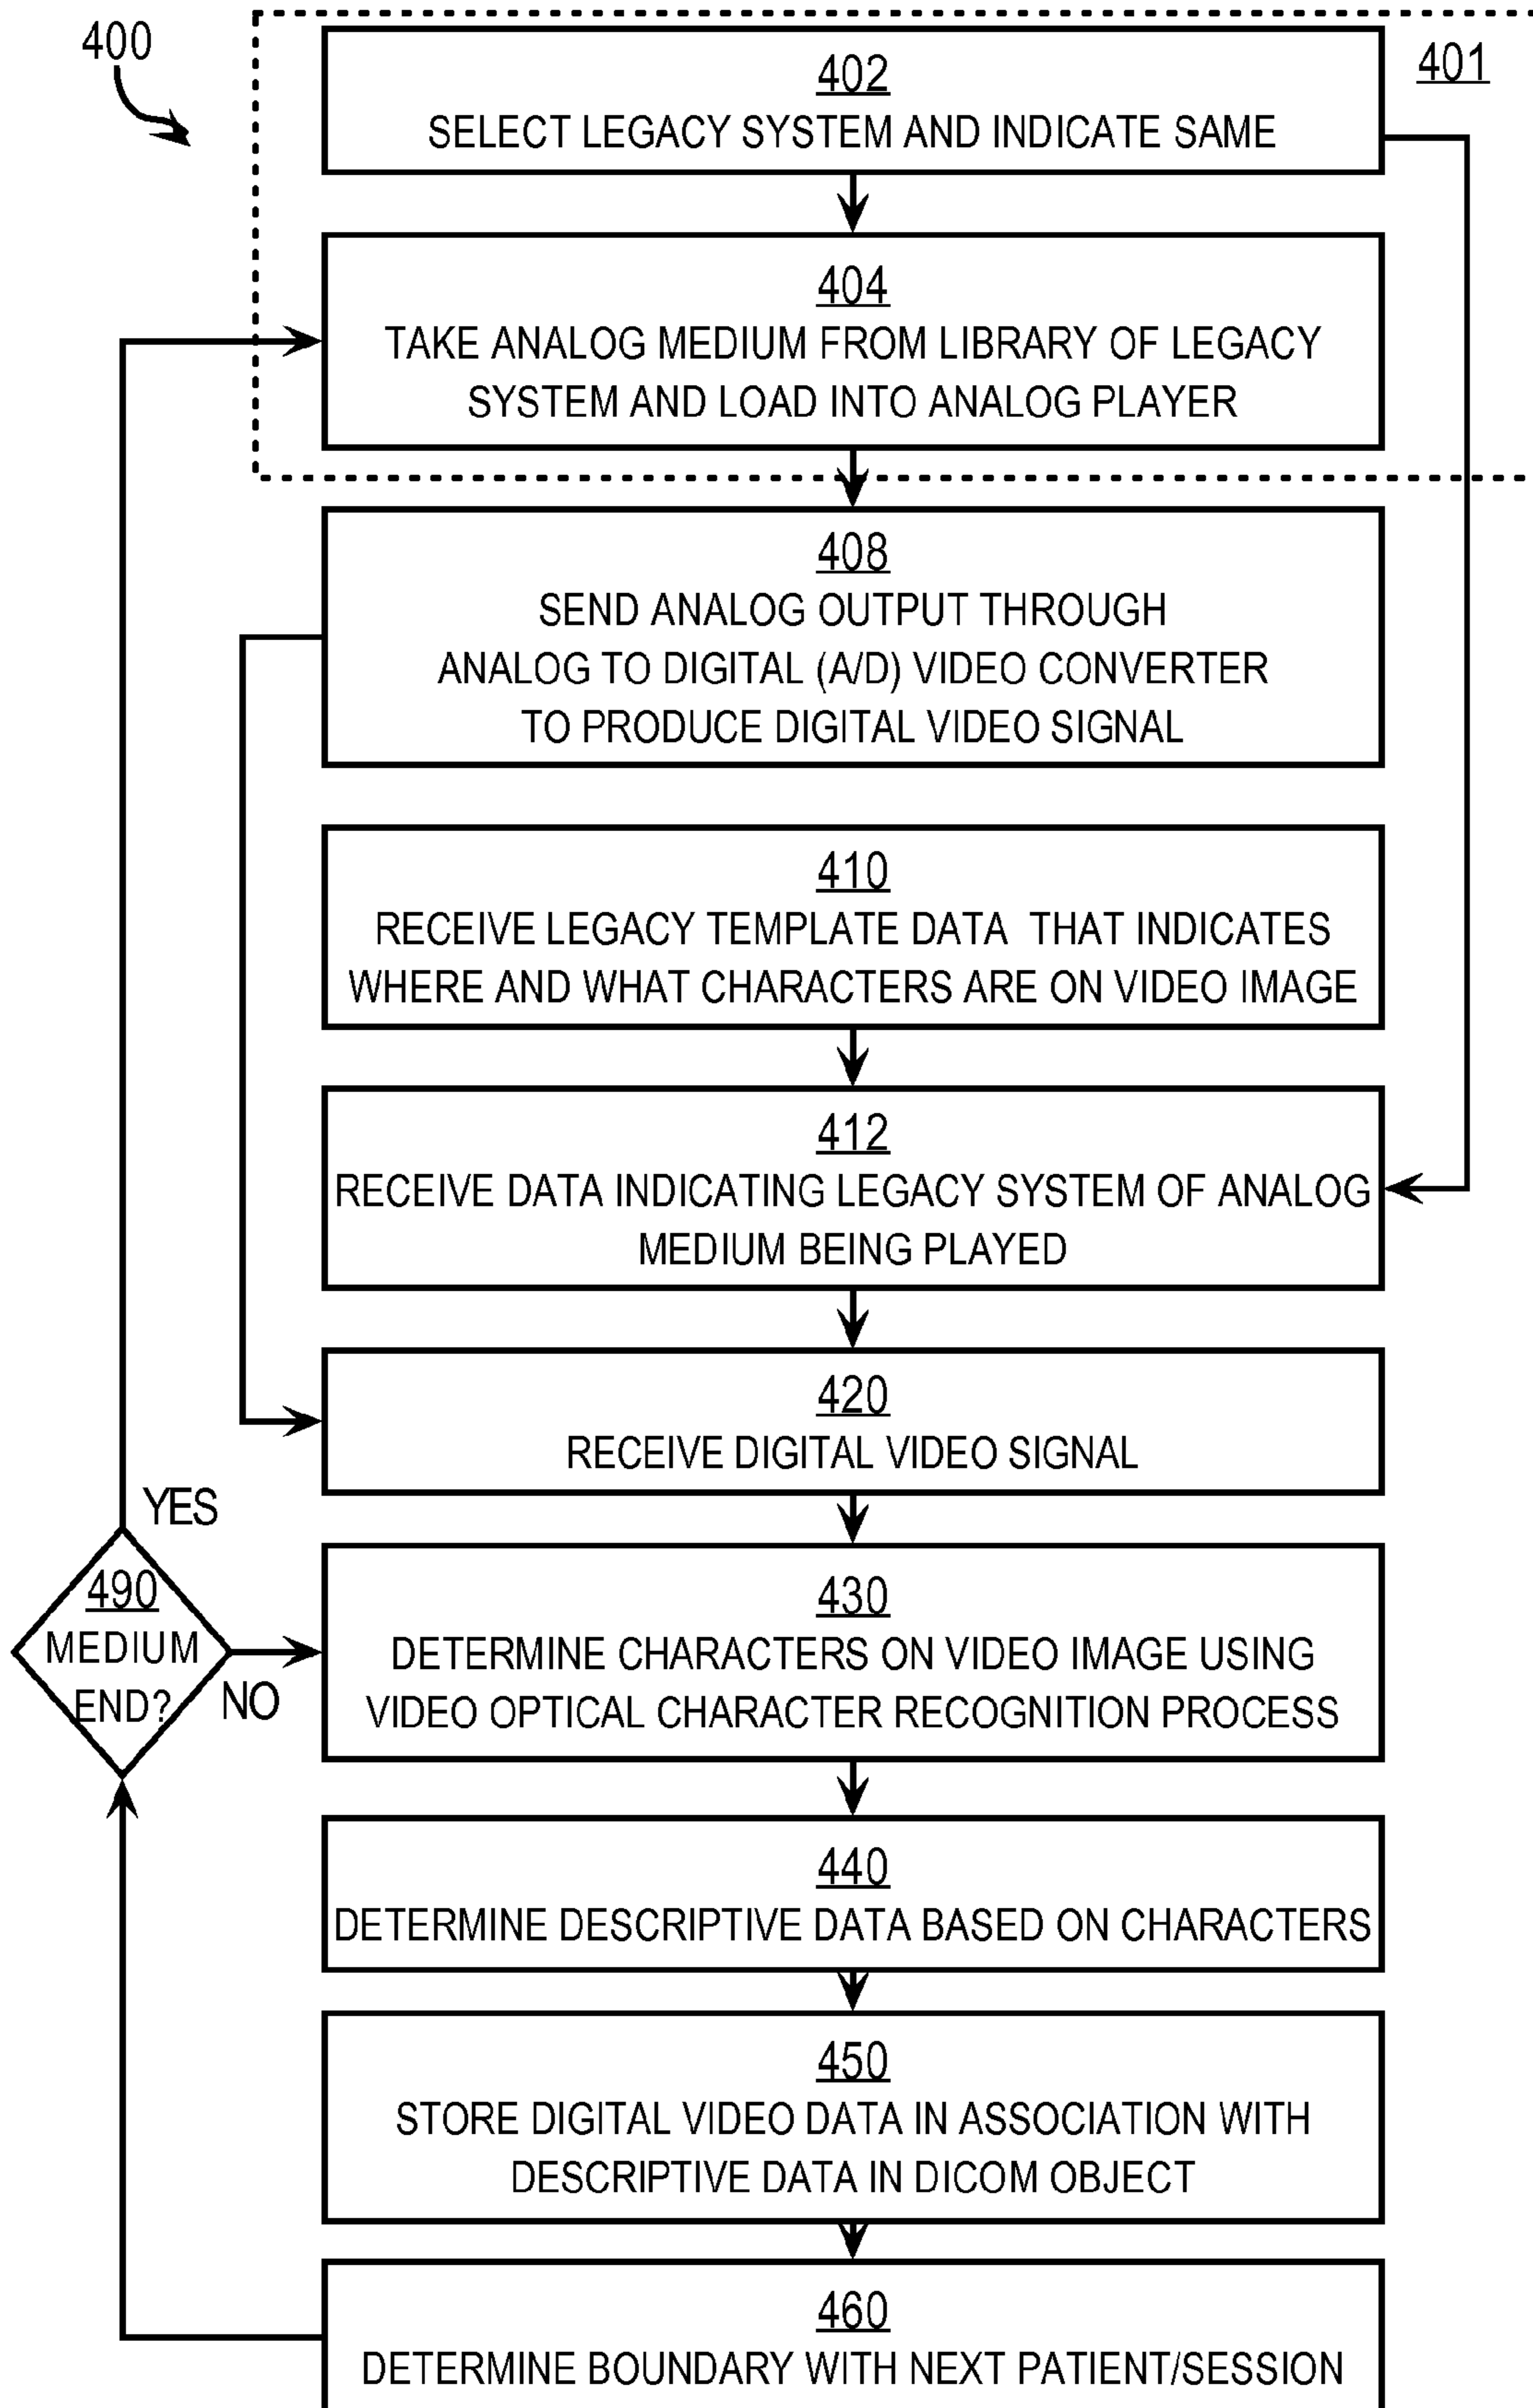 400
401
402
SELECT LEGACY SYSTEM AND INDICATE SAME
404
TAKE ANALOG MEDIUM FROM LIBRARY OF LEGACY
SYSTEM AND LOAD INTO ANALOG PLAYER
408
SEND ANALOG OUTPUT THROUGH
ANALOG TO DIGITAL (A/D) VIDEO CONVERTER
TO PRODUCE DIGITAL VIDEO SIGNAL
410
RECEIVE LEGACY TEMPLATE DATA THAT INDICATES
WHERE AND WHAT CHARACTERS ARE ON VIDEO IMAGE
412
RECEIVE DATA INDICATING LEGACY SYSTEM OF ANALOG
MEDIUM BEING PLAYED
420
RECEIVE DIGITAL VIDEO SIGNAL
YES
490
MEDIUM
END?
NO
430
DETERMINE CHARACTERS ON VIDEO IMAGE USING
VIDEO OPTICAL CHARACTER RECOGNITION PROCESS
440
DETERMINE DESCRIPTIVE DATA BASED ON CHARACTERS
450
STORE DIGITAL VIDEO DATA IN ASSOCIATION WITH
DESCRIPTIVE DATA IN DICOM OBJECT
460
DETERMINE BOUNDARY WITH NEXT PATIENT/SESSION